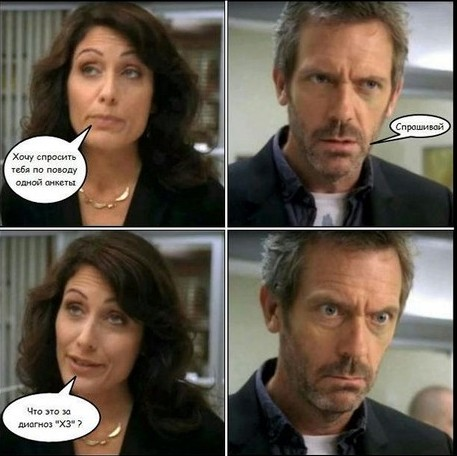 Хочу спросить
тебя по поводу
одной анкеты
Спрашивай
Что это за
диагноз "ХЗ" ?